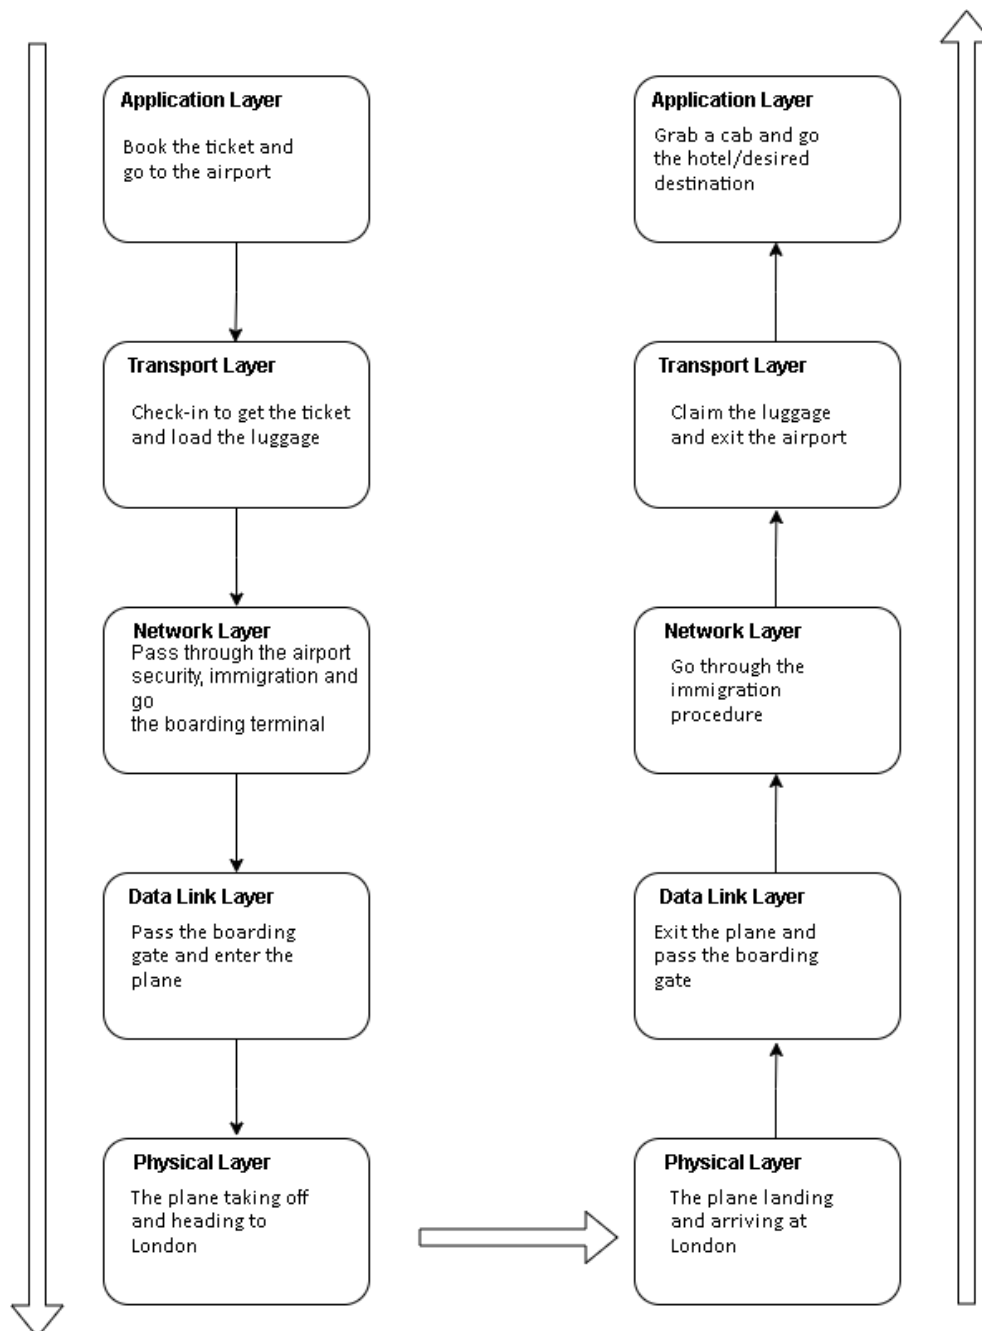 Application Layer
Book the ticket and
go to the airport
Transport Layer
Check-in to get the ticket
and load the luggage
Network Layer
Pass through the airport
security, immigration and
go
the boarding terminal
Data Link Layer
Pass the boarding
gate and enter the
plane
Physical Layer
The plane taking off
and heading to
London
Application Layer
Grab a cab and go
the hotel/desired
destination
Transport Layer
Claim the luggage
and exit the airport
Network Layer
Go through the
immigration
procedure
Data Link Layer
Exit the plane and
pass the boarding
gate
Physical Layer
The plane landing
and arriving at
London